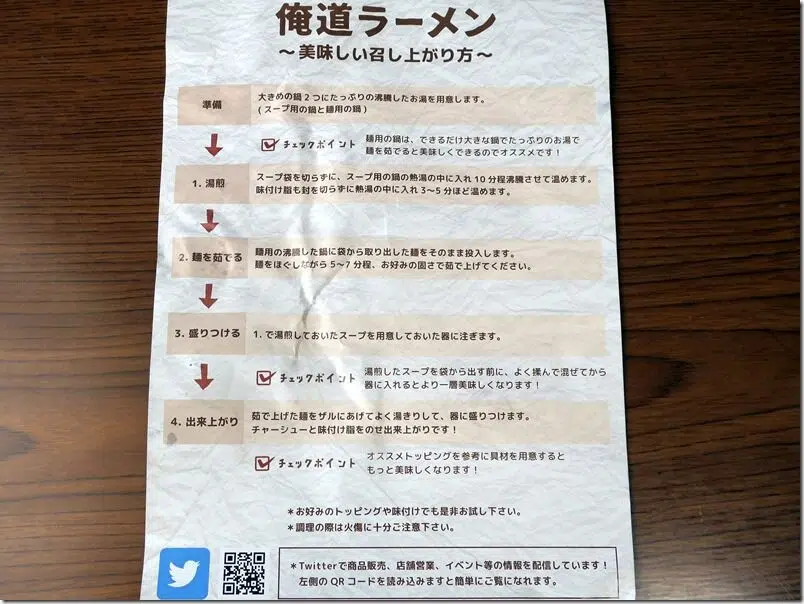 俺道ラーメン
～美味しい召し上がり方～
準備
大きめの鍋２つにたっぷりの沸騰したお湯を用意します。
(スープ用の鍋と麺用の鍋)
チェックポイント
麺用の鍋は、できるだけ大きな鍋でたっぷりのお湯で
麺を茹でると美味しくできるのでオススメです！
1. 湯煎
スープ袋を切らずに、スープ用の鍋の熱湯の中に入れ10分程沸騰させて温めます。
味付け脂も封を切らずに熱湯の中に入れ3～5分ほど温めます。
2. 麺を茹でる
麺用の沸騰した鍋に袋から取り出した麺をそのまま投入します。
麺をほぐしながら5～7分程、お好みの固さで茹で上げてください。
3. 盛りつける
1. で湯煎しておいたスープを用意しておいた器に注ぎます。
チェックポイント
湯煎したスープを袋から出す前に、よく揉んで混ぜてから
器に入れるとより一層美味しくなります！
4. 出来上がり
茹で上げた麺をザルにあげてよく湯きりして、器に盛りつけます。
チャーシューと味付け脂をのせ出来上がりです！
チェックポイント
オススメトッピングを参考に具材を用意すると
もっと美味しくなります！
＊お好みのトッピングや味付けでも是非お試し下さい。
＊調理の際は火傷に十分ご注意下さい。
＊Twitterで商品販売、店舗営業、イベント等の情報を配信しています！
左側のQRコードを読み込みますと簡単にご覧になれます。